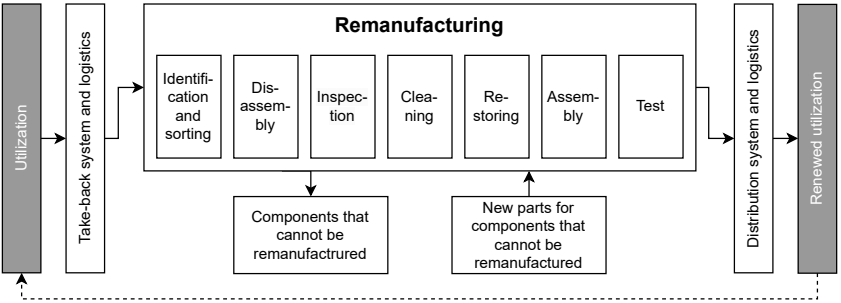 Utilization
Take-back system and logistics
Remanufacturing
Identifi-
cation
and
sorting
Dis-
assem-
bly
Inspec-
tion
Clea-
ning
Re-
storing
Assem-
bly
Test
Components that
cannot be
remanufactrured
New parts for
components that
cannot be
remanufactured
Distribution system and logistics
Renewed utilization